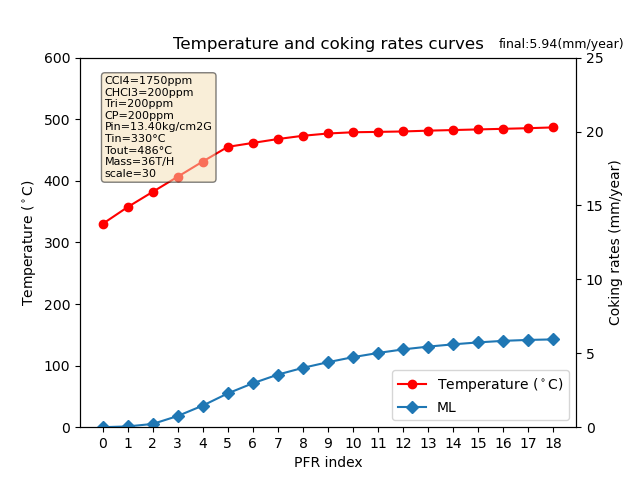 Temperature and coking rates curves
final:5.94(mm/year)
CCl4=1750ppm
CHCl3=200ppm
Tri=200ppm
CP=200ppm
Pin=13.40kg/cm2G
Tin=330°C
Tout=486°C
Mass=36T/H
scale=30
600
500
400
300
200
100
0
Temperature (°C)
25
20
15
10
5
0
Coking rates (mm/year)
Temperature (°C)
ML
0 1 2 3 4 5 6 7 8 9 10 11 12 13 14 15 16 17 18
PFR index